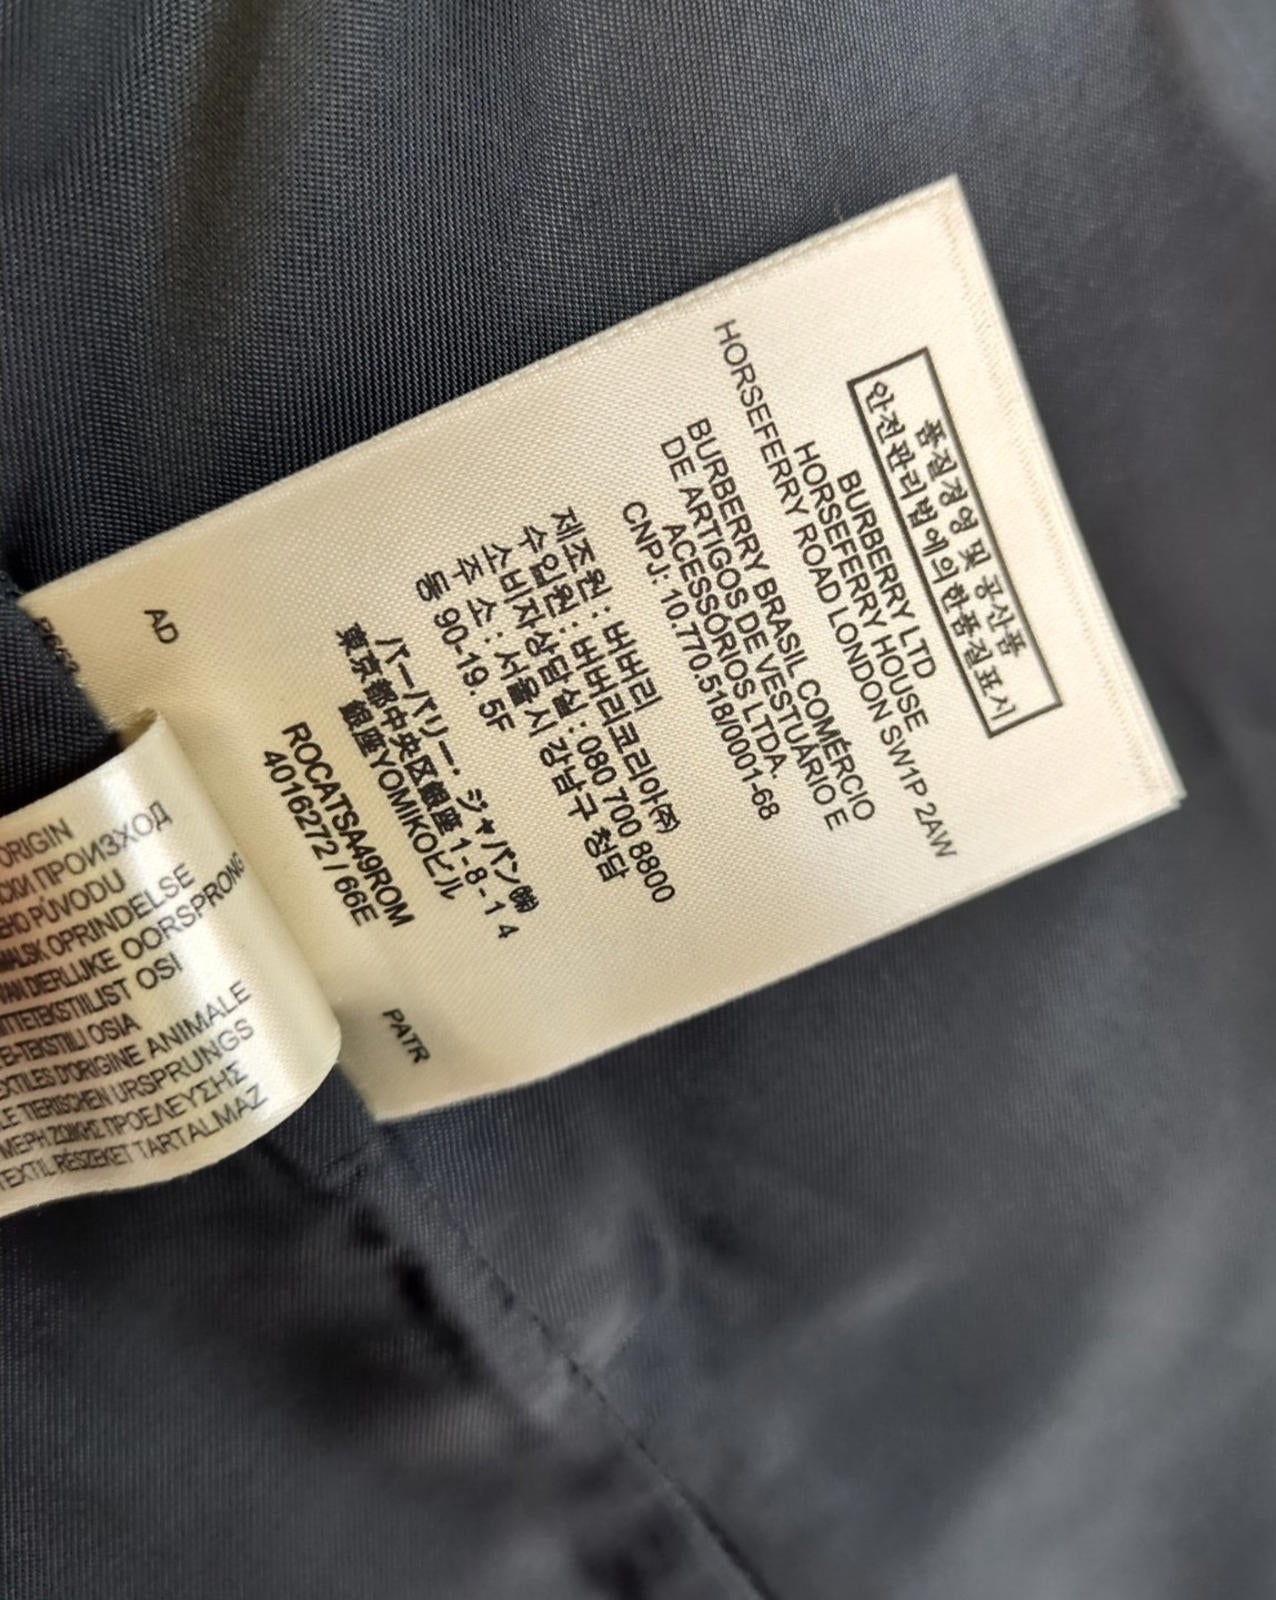 품질경영 및 공산품
안전관리법에의한품질표시
BURBERRY LTD
HORSEFERRY HOUSE
HORSEFERRY ROAD LONDON SW1P 2AW
BURBERRY BRASIL COMÉRCIO
DE ARTIGOS DE VESTUÁRIO E
ACESSÓRIOS LTDA.
CNPJ: 10.770.518/0001-68
제조원 : 버버리
수입원 : 버버리코리아㈜
소비자상담실 : 080 700 8800
주 소 : 서울시 강남구 청담
동 90-19. 5F
バーバリー・ジャパン㈱
東京都中央区銀座1-8-14
銀座YOMIKOビル
ROCATSA49ROM
4016272 / 66E
AD
PATR
ORIGIN
ПРОИЗХОД
PŮVODU
OPRINDELSE
VAN DIERLIJKE OORSPRONG
OSI
OSIA
D'ORIGINE ANIMALE
TIERISCHEN URSPRUNGS
ΜΕΡΗ ΖΩΙΚΗΣ ΠΡΟΕΛΕΥΣΗΣ
RÉSZEKET TARTALMAZ